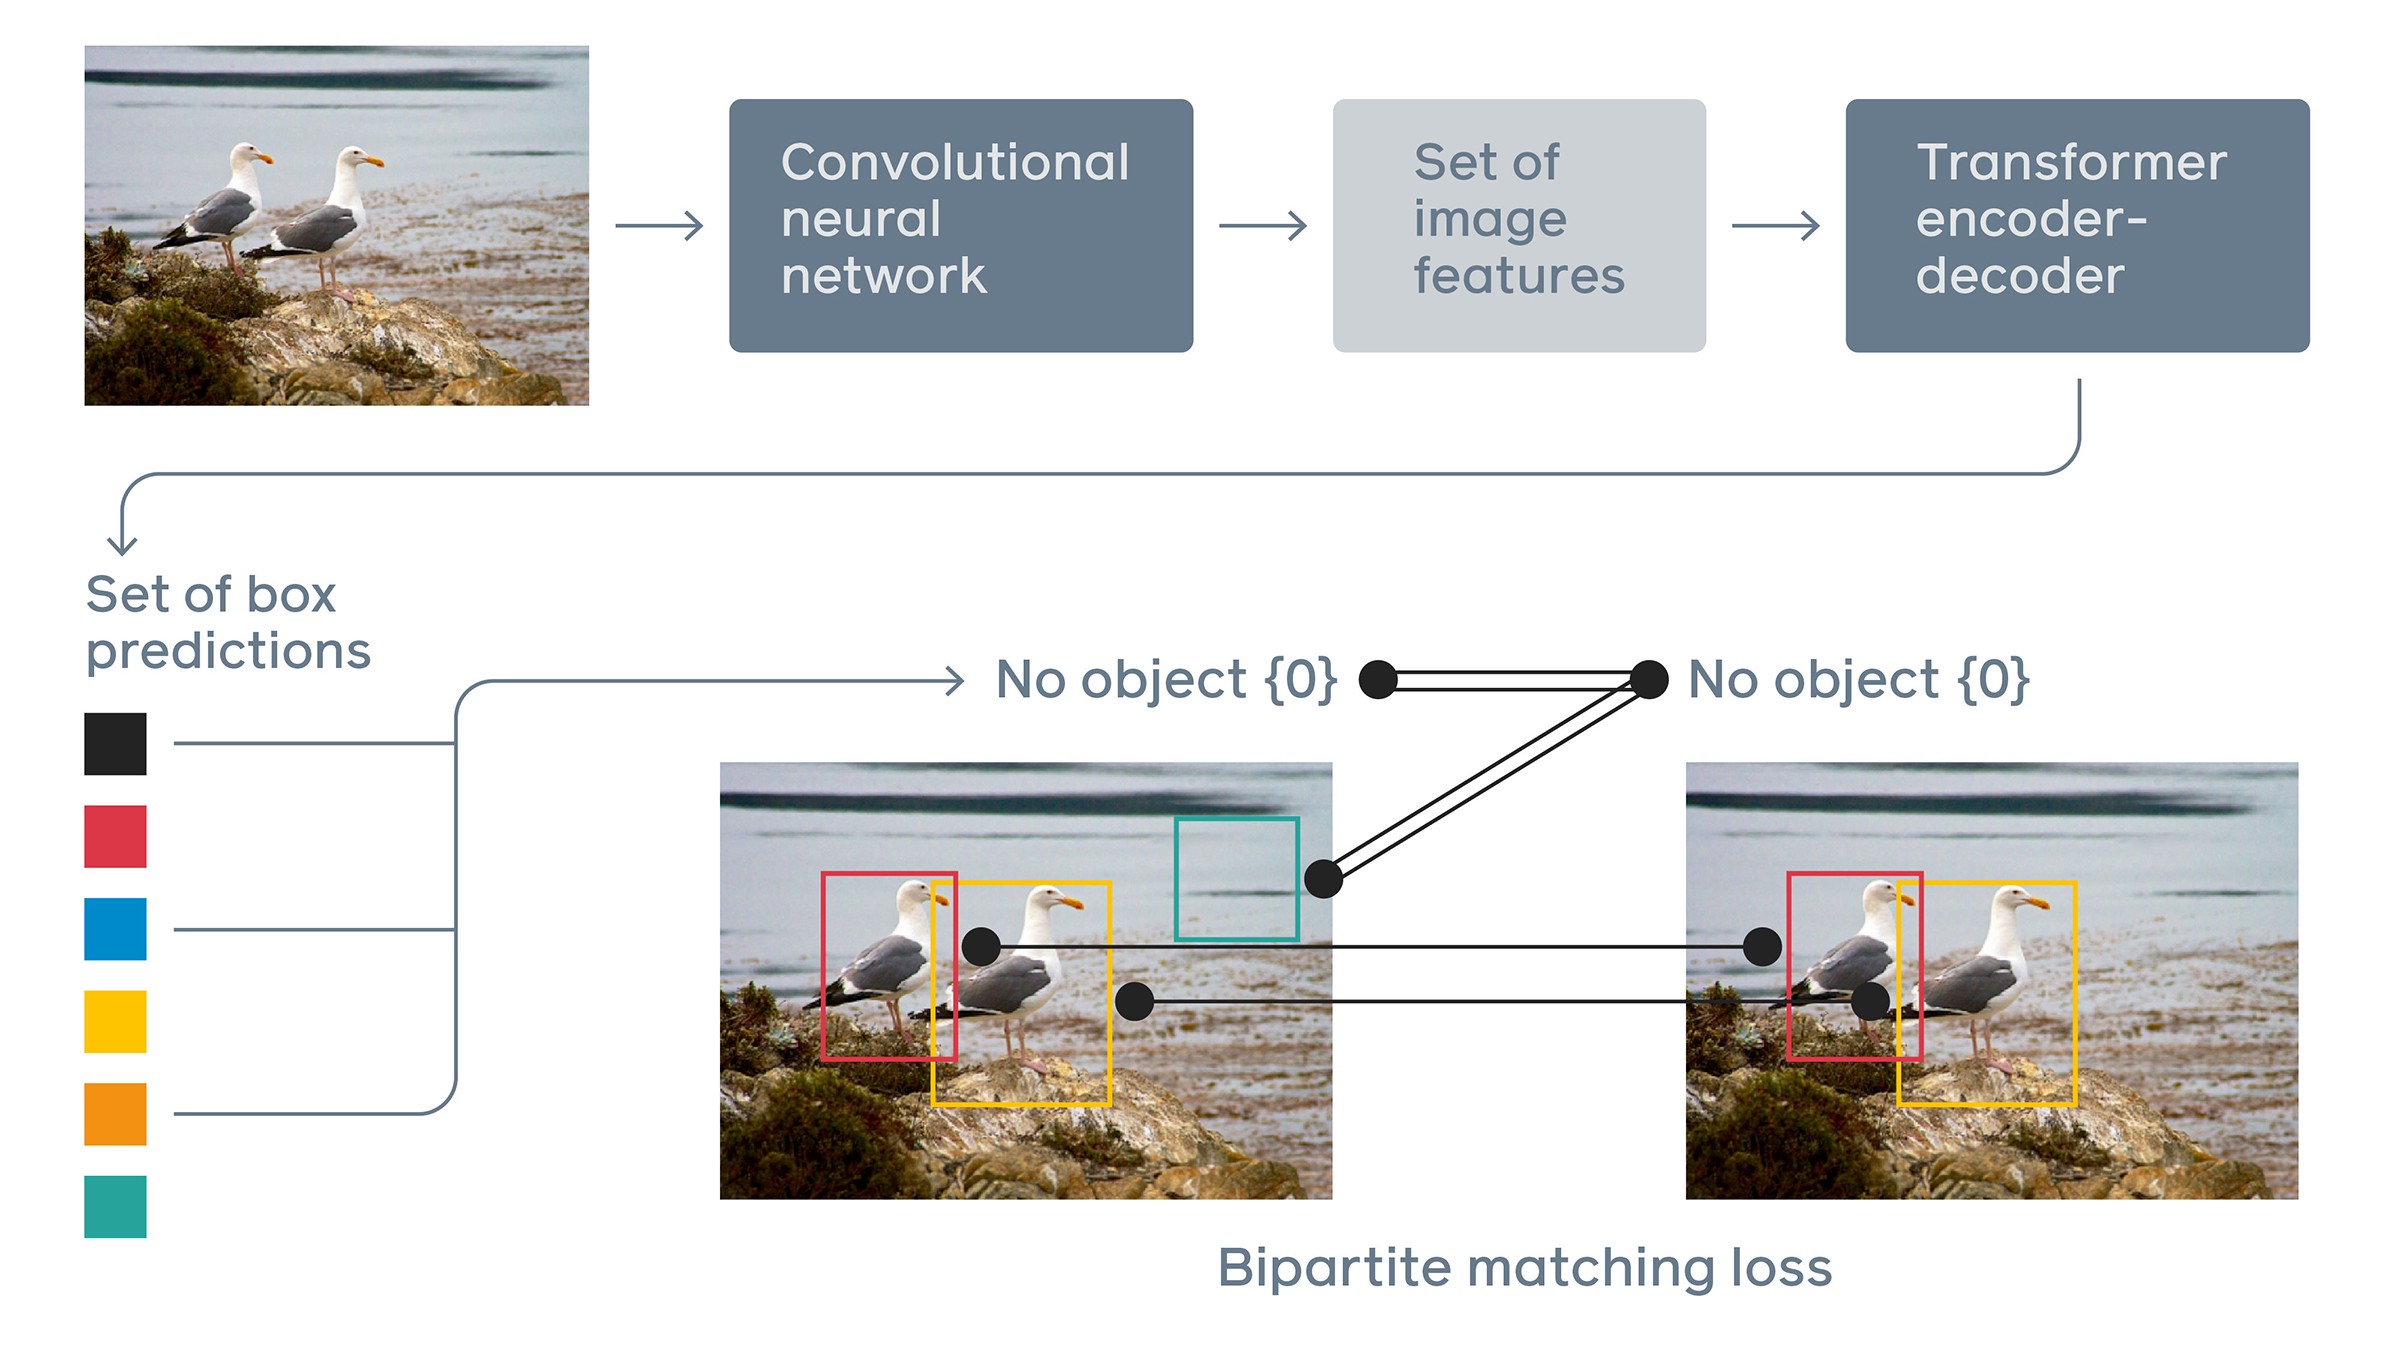 Convolutional
neural
network
Set of
image
features
Transformer
encoder-
decoder
Set of box
predictions
No object {0}
No object {0}
Bipartite matching loss